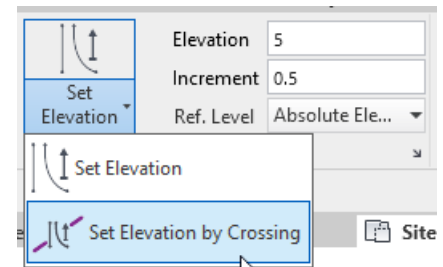 Elevation 5
Increment 0.5
Set
Elevation
Ref. Level Absolute Ele...
Set Elevation
Set Elevation by Crossing
Site